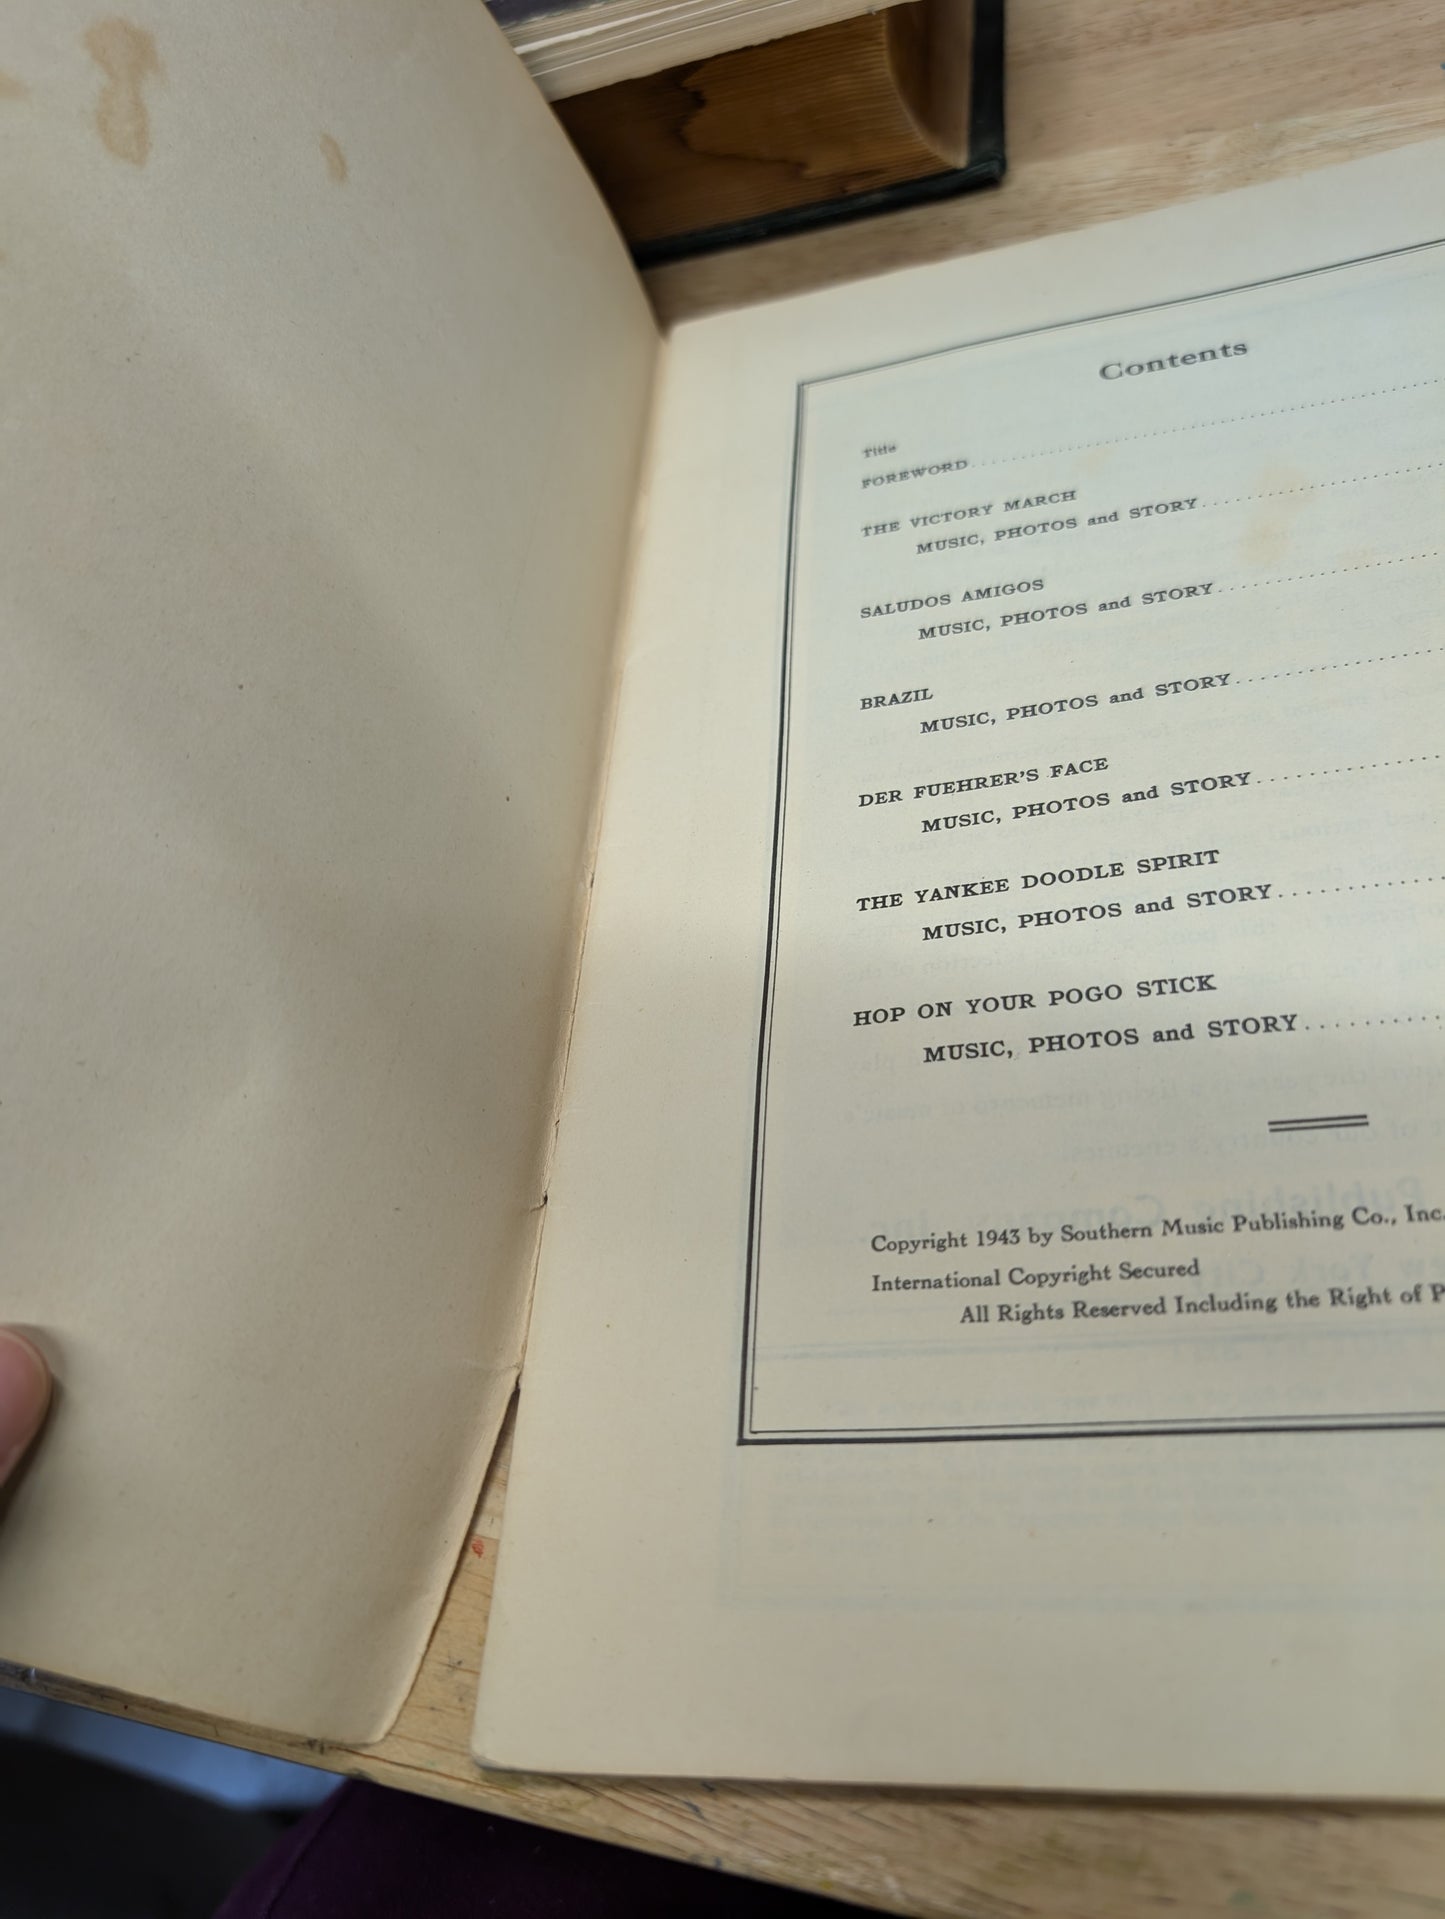 Contents
Title
FOREWORD
THE VICTORY MARCH
MUSIC, PHOTOS and STORY
SALUDOS AMIGOS
MUSIC, PHOTOS and STORY
BRAZIL
MUSIC, PHOTOS and STORY
DER FUEHRER'S FACE
MUSIC, PHOTOS and STORY
THE YANKEE DOODLE SPIRIT
MUSIC, PHOTOS and STORY
HOP ON YOUR POGO STICK
MUSIC, PHOTOS and STORY
Copyright 1943 by Southern Music Publishing Co., Inc.
International Copyright Secured
All Rights Reserved Including the Right of P